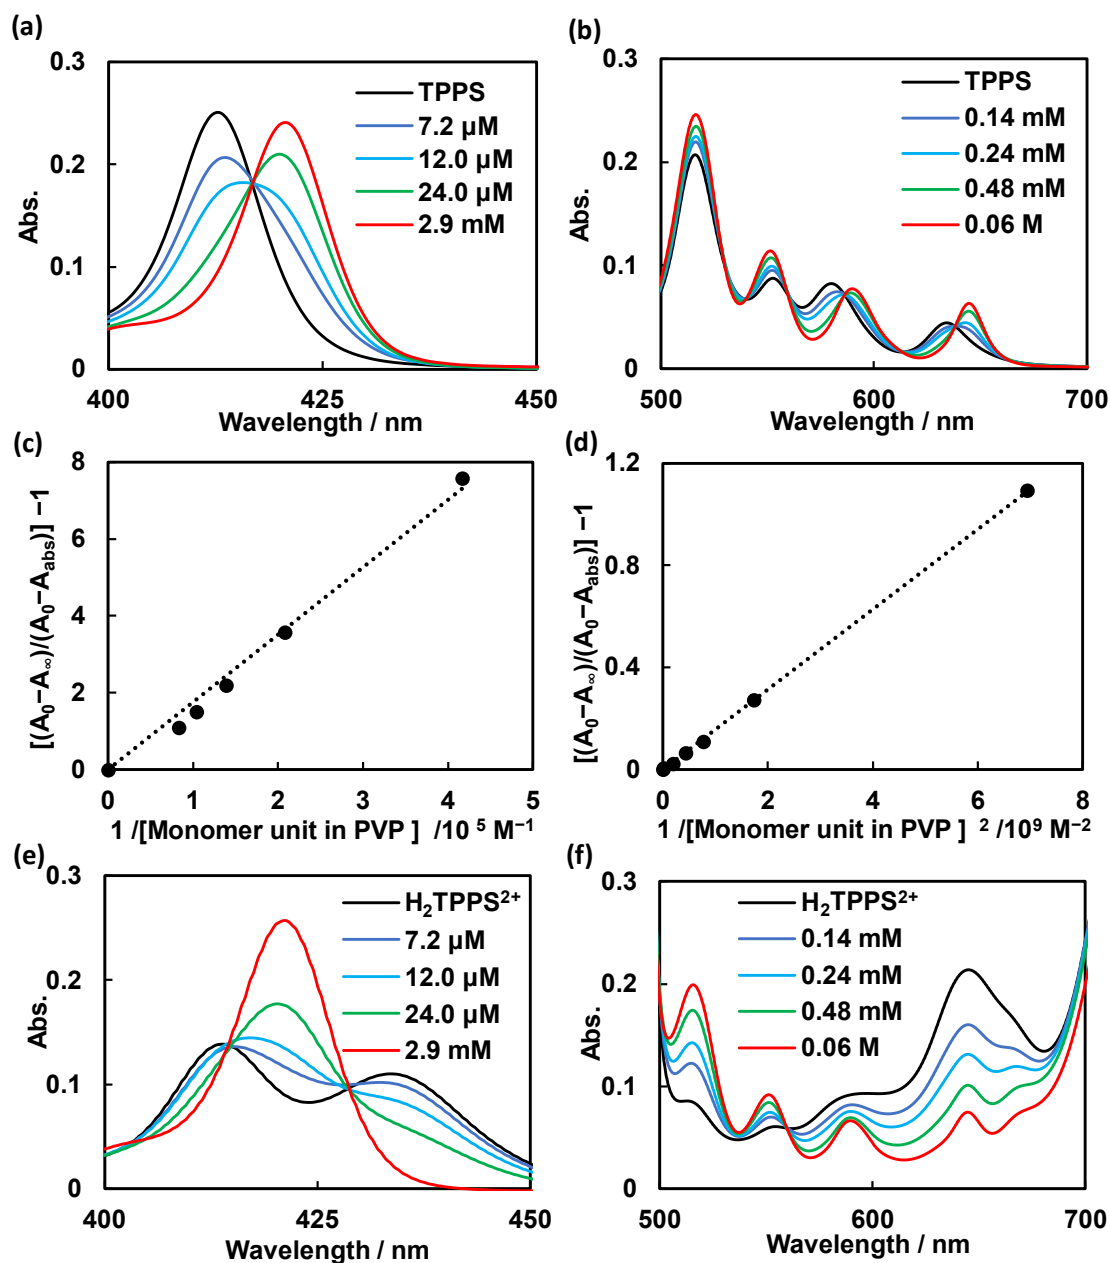 (a)
0.3
0.2
0.1
0
Abs.
TPPS
7.2 µM
12.0 µM
24.0 µM
2.9 mM
400
425
450
Wavelength / nm
(b)
0.3
0.2
0.1
0
Abs.
TPPS
0.14 mM
0.24 mM
0.48 mM
0.06 M
500
600
700
Wavelength / nm
(c)
8
6
4
2
0
[(A₀−A∞)/(A₀−Aabs)] −1
0
1
2
3
4
5
1 /[Monomer unit in PVP ] /10 ⁵ M⁻¹
(d)
1.2
0.8
0.4
0
[(A₀−A∞)/(A₀−Aabs)] −1
0
2
4
6
8
1 /[Monomer unit in PVP ] ² /10⁹ M⁻²
(e)
0.3
0.2
0.1
0
Abs.
H₂TPPS²⁺
7.2 µM
12.0 µM
24.0 µM
2.9 mM
400
425
450
Wavelength / nm
(f)
0.3
0.2
0.1
0
Abs.
H₂TPPS²⁺
0.14 mM
0.24 mM
0.48 mM
0.06 M
500
600
700
Wavelength / nm